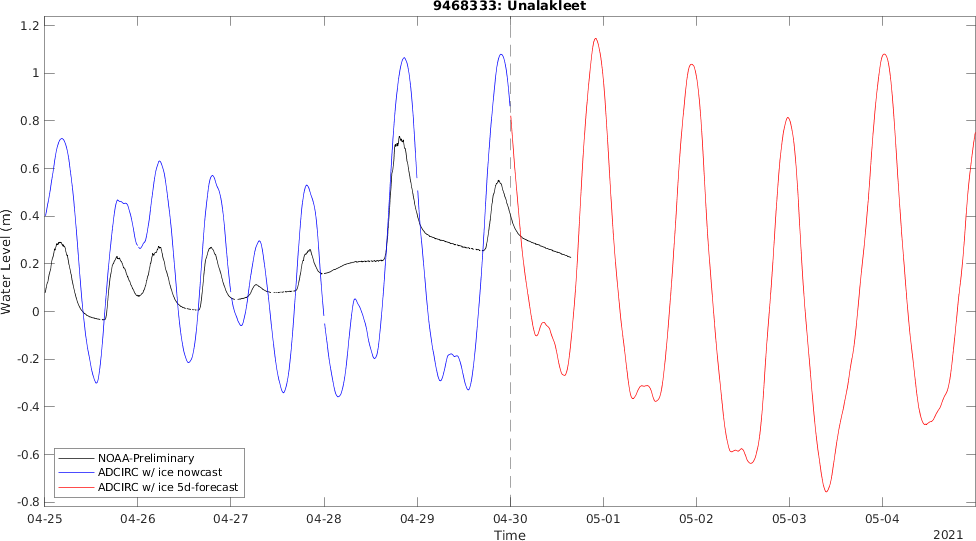 9468333: Unalakleet
1.2
1
0.8
0.6
0.4
0.2
0
-0.2
-0.4
-0.6
-0.8
Water Level (m)
NOAA-Preliminary
ADCIRC w/ ice nowcast
ADCIRC w/ ice 5d-forecast
04-25 04-26 04-27 04-28 04-29 04-30 05-01 05-02 05-03 05-04
Time
2021